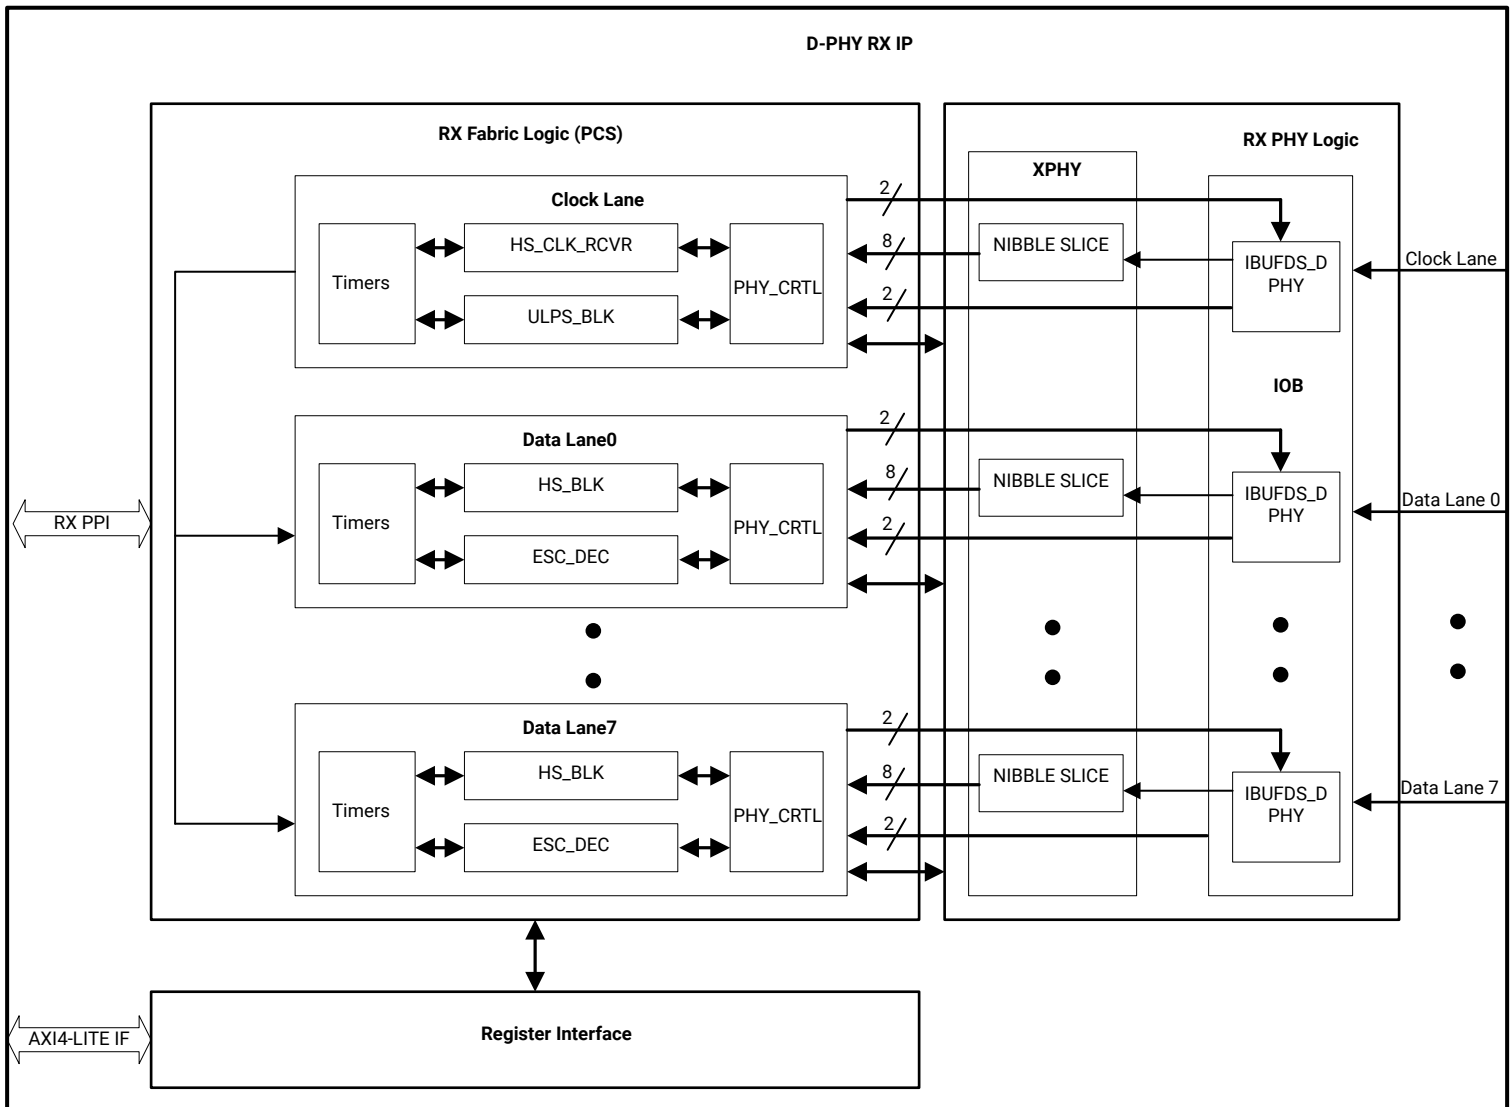 D-PHY RX IP
RX Fabric Logic (PCS)
RX PHY Logic
XPHY
Clock Lane
Timers
HS_CLK_RCVR
ULPS_BLK
PHY_CRTL
2
8
2
NIBBLE SLICE
IBUFDS_D
PHY
Clock Lane
IOB
Data Lane0
Timers
HS_BLK
ESC_DEC
PHY_CRTL
2
8
2
NIBBLE SLICE
IBUFDS_D
PHY
Data Lane 0
RX PPI
Data Lane7
Timers
HS_BLK
ESC_DEC
PHY_CRTL
2
8
2
NIBBLE SLICE
IBUFDS_D
PHY
Data Lane 7
AXI4-LITE IF
Register Interface